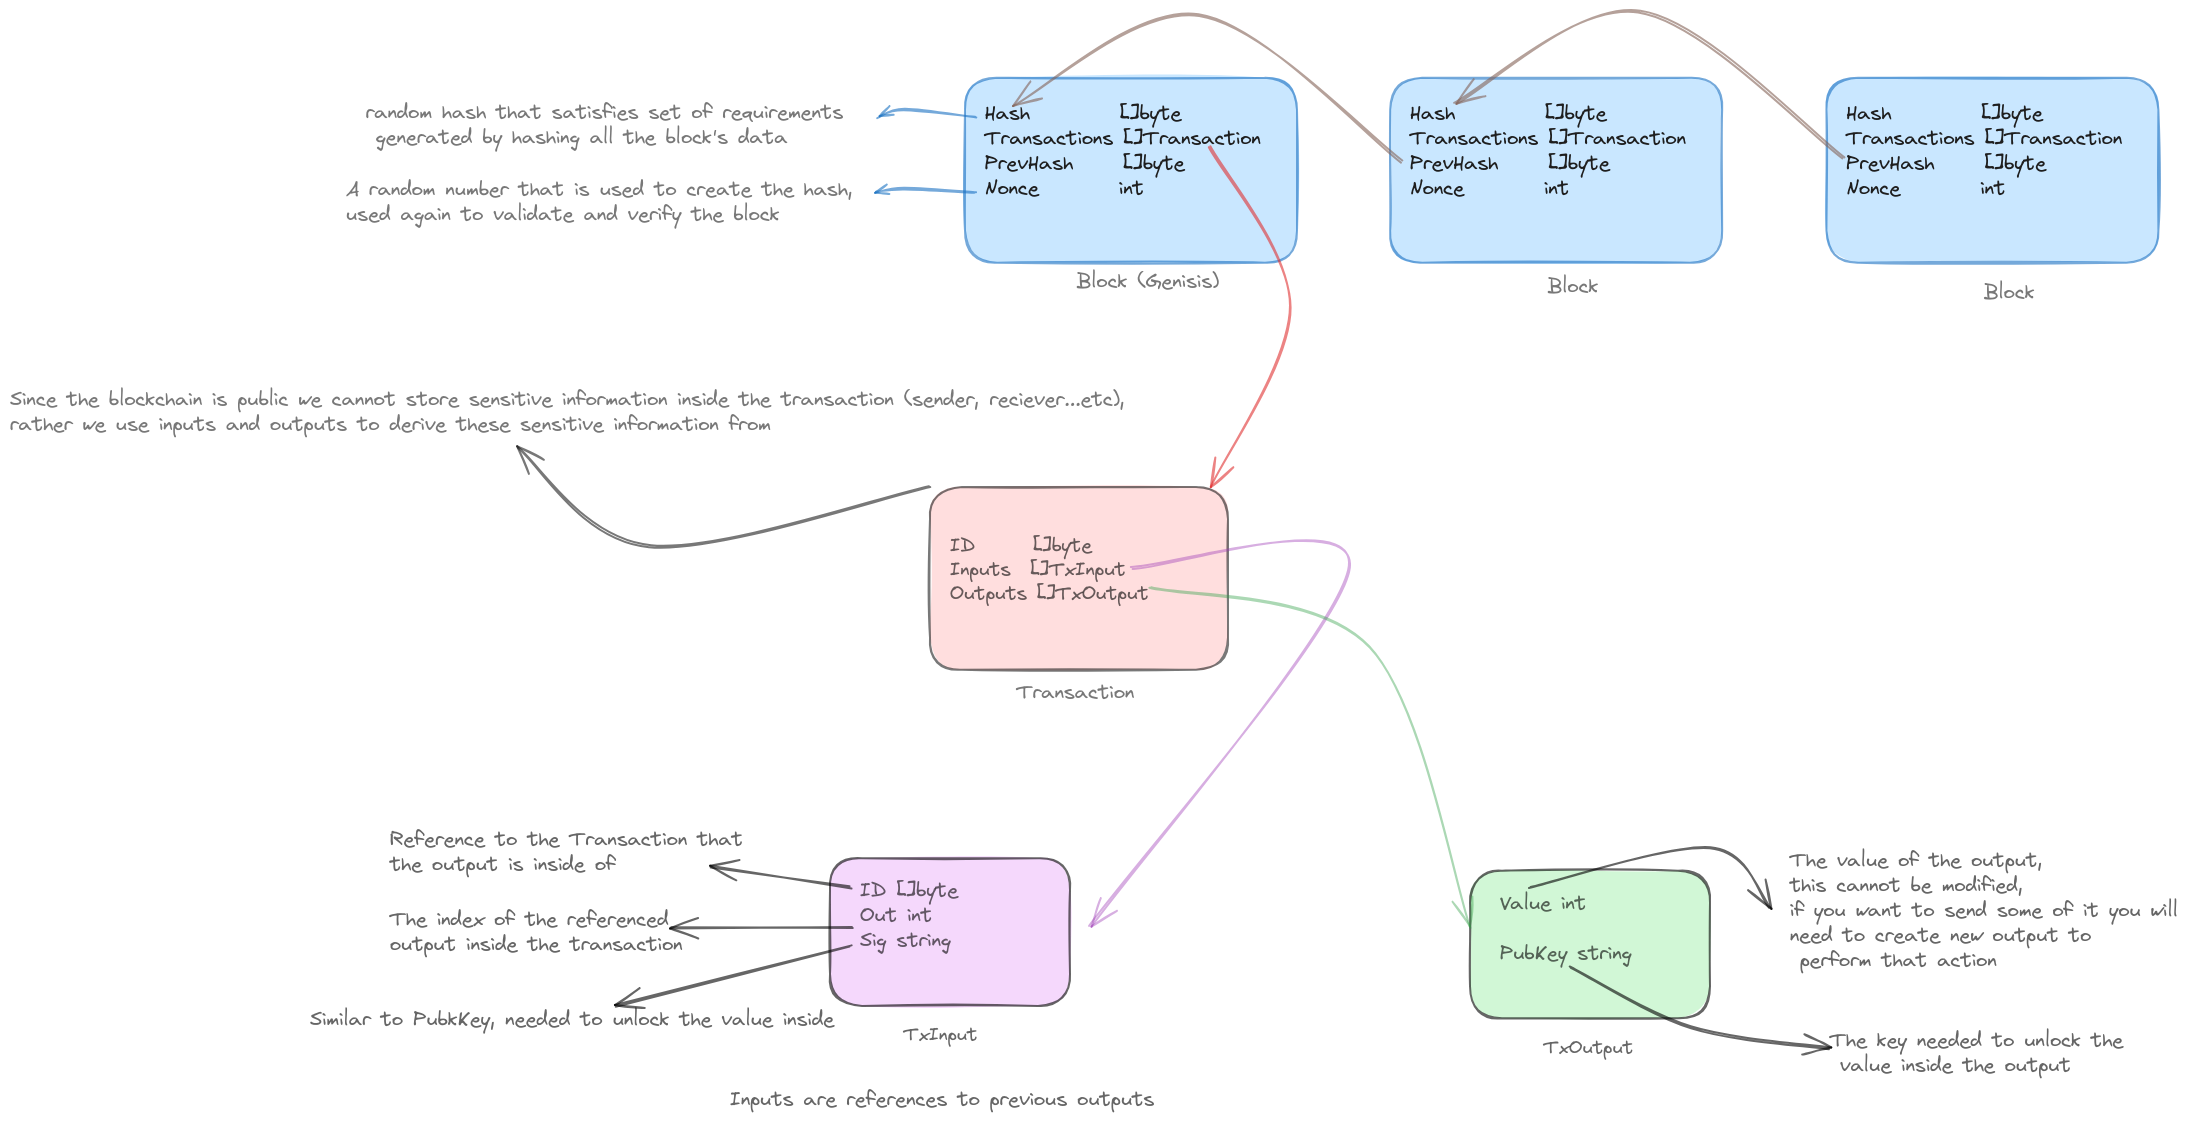 random hash that satisfies set of requirements
generated by hashing all the block's data
A random number that is used to create the hash,
used again to validate and verify the block
Hash []byte
Transactions []Transaction
PrevHash []byte
Nonce int
Block (Genisis)
Hash []byte
Transactions []Transaction
PrevHash []byte
Nonce int
Block
Hash []byte
Transactions []Transaction
PrevHash []byte
Nonce int
Block
Since the blockchain is public we cannot store sensitive information inside the transaction (sender, reciever...etc),
rather we use inputs and outputs to derive these sensitive information from
ID []byte
Inputs []TxInput
Outputs []TxOutput
Transaction
Reference to the Transaction that
the output is inside of
The index of the referenced
output inside the transaction
Similar to PubkKey, needed to unlock the value inside
ID []byte
Out int
Sig string
TxInput
Inputs are references to previous outputs
Value int
PubKey string
TxOutput
The value of the output,
this cannot be modified,
if you want to send some of it you will
need to create new output to
perform that action
The key needed to unlock the
value inside the output